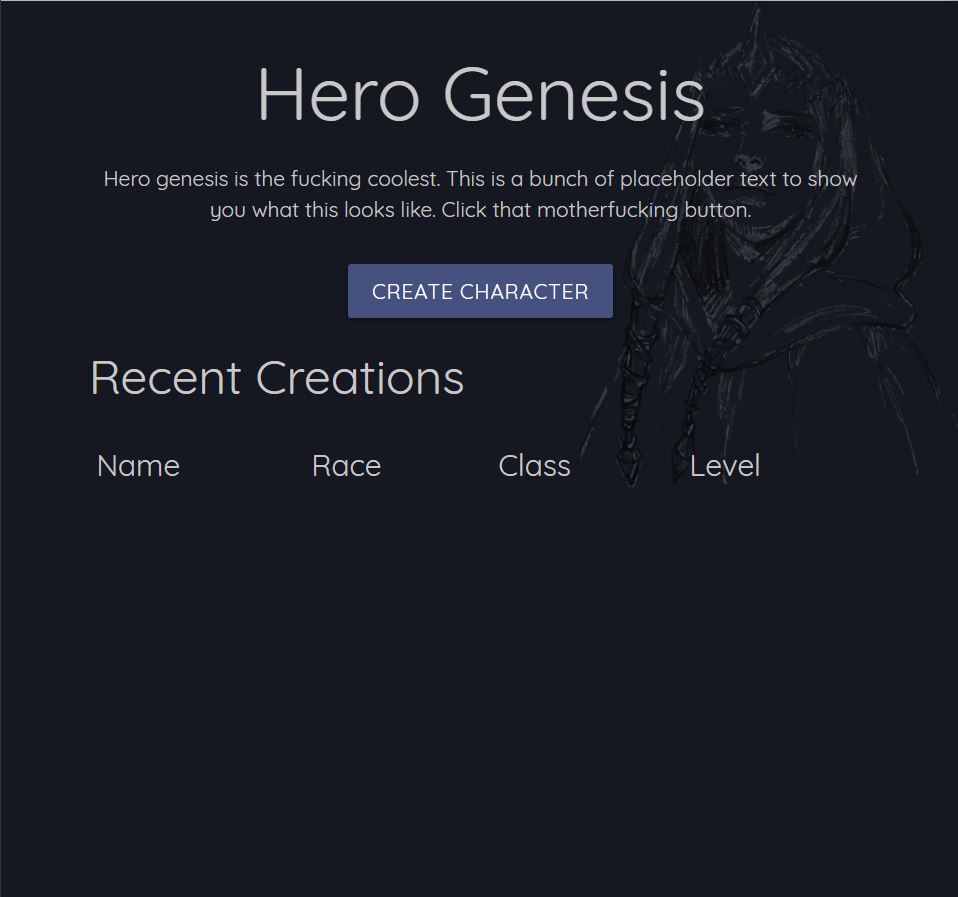 Hero Genesis
Hero genesis is the fucking coolest. This is a bunch of placeholder text to show
you what this looks like. Click that motherfucking button.
CREATE CHARACTER
Recent Creations
Name Race Class Level